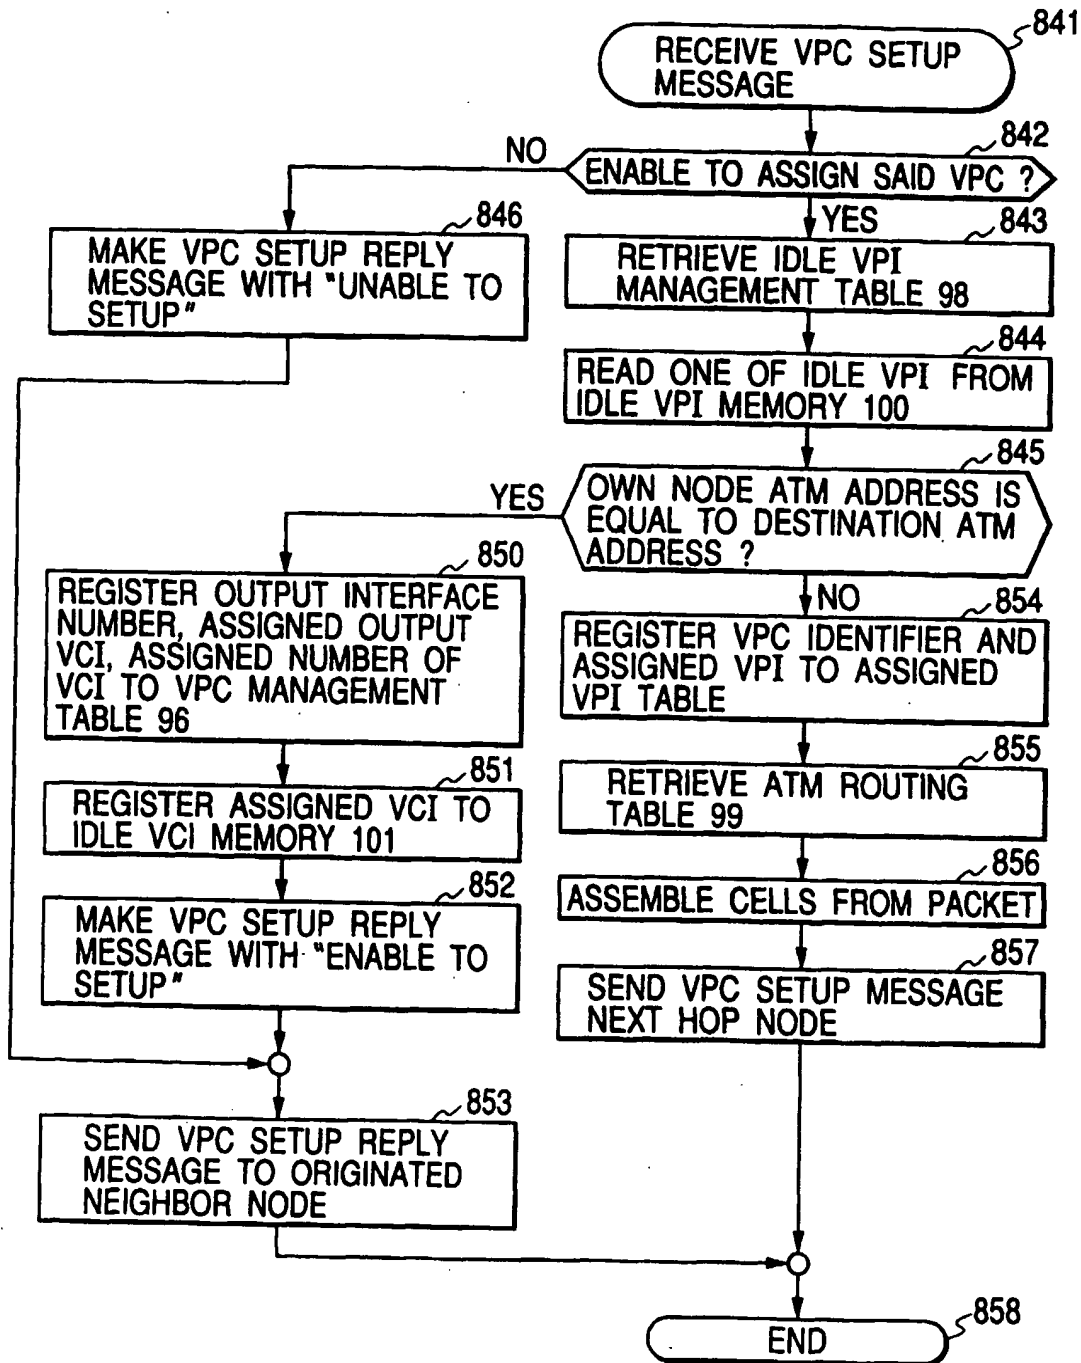 841
RECEIVE VPC SETUP
MESSAGE
842
NO
ENABLE TO ASSIGN SAID VPC ?
YES
846
MAKE VPC SETUP REPLY
MESSAGE WITH "UNABLE TO
SETUP"
843
RETRIEVE IDLE VPI
MANAGEMENT TABLE 98
844
READ ONE OF IDLE VPI FROM
IDLE VPI MEMORY 100
845
YES
OWN NODE ATM ADDRESS IS
EQUAL TO DESTINATION ATM
ADDRESS ?
NO
850
REGISTER OUTPUT INTERFACE
NUMBER, ASSIGNED OUTPUT
VCI, ASSIGNED NUMBER OF
VCI TO VPC MANAGEMENT
TABLE 96
854
REGISTER VPC IDENTIFIER AND
ASSIGNED VPI TO ASSIGNED
VPI TABLE
851
REGISTER ASSIGNED VCI TO
IDLE VCI MEMORY 101
855
RETRIEVE ATM ROUTING
TABLE 99
852
MAKE VPC SETUP REPLY
MESSAGE WITH "ENABLE TO
SETUP"
856
ASSEMBLE CELLS FROM PACKET
857
SEND VPC SETUP MESSAGE
NEXT HOP NODE
853
SEND VPC SETUP REPLY
MESSAGE TO ORIGINATED
NEIGHBOR NODE
858
END